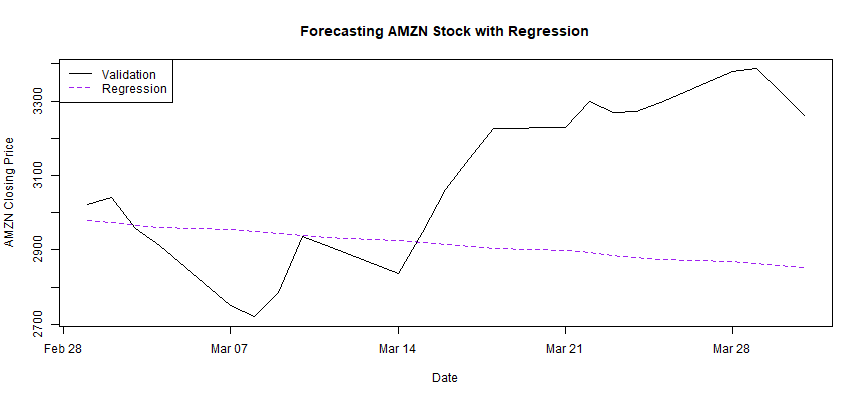 Forecasting AMZN Stock with Regression
Validation
Regression
AMZN Closing Price
3300
3100
2900
2700
Feb 28 Mar 07 Mar 14 Mar 21 Mar 28
Date